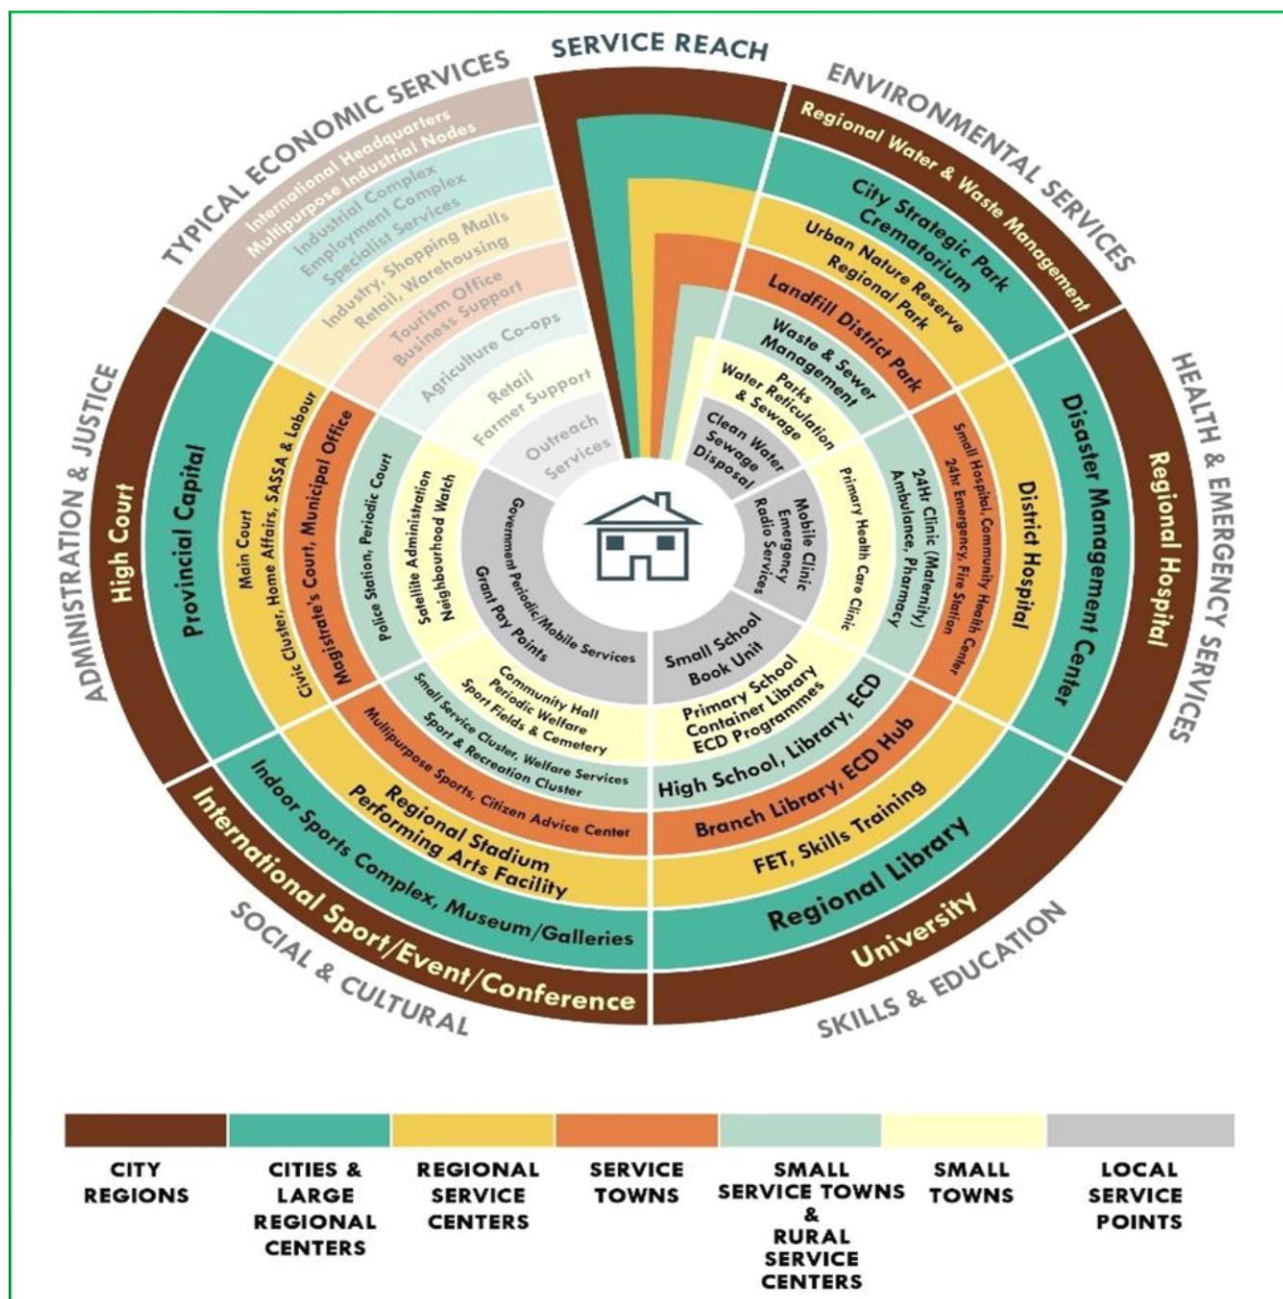 SERVICE REACH
ENVIRONMENTAL SERVICES
Regional Water & Waste Management
City Strategic Park
Crematorium
Urban Nature Reserve
Regional Park
Landfill District Park
Waste & Sewer
Management
Parks
Water Reticulation
& Sewage
Clean Water
Sewage
Disposal
HEALTH & EMERGENCY SERVICES
Regional Hospital
Disaster Management Center
District Hospital
Small Hospital, Community Health Center
24hr Emergency, Fire Station
24Hr Clinic (Maternity)
Ambulance, Pharmacy
Primary Health Care Clinic
Mobile Clinic
Emergency
Radio Services
SKILLS & EDUCATION
University
Regional Library
FET, Skills Training
Branch Library, ECD Hub
High School, Library, ECD
Primary School
Container Library
ECD Programmes
Small School
Book Unit
SOCIAL & CULTURAL
International Sport/Event/Conference
Indoor Sports Complex, Museum/Galleries
Regional Stadium
Performing Arts Facility
Multipurpose Sports, Citizen Advice Center
Small Service Cluster, Welfare Services
Sport & Recreation Cluster
Community Hall
Periodic Welfare
Sport Fields & Cemetery
Government Periodic/Mobile Services
Grant Pay Points
ADMINISTRATION & JUSTICE
High Court
Provincial Capital
Main Court
Civic Cluster, Home Affairs, SASSA & Labour
Magistrate's Court, Municipal Office
Police Station, Periodic Court
Satellite Administration
Neighbourhood Watch
TYPICAL ECONOMIC SERVICES
International Headquarters
Multipurpose Industrial Nodes
Industrial Complex
Employment Complex
Specialist Services
Industry, Shopping Malls
Retail, Warehousing
Tourism Office
Business Support
Agriculture Co-ops
Retail
Farmer Support
Outreach
Services
CITY
REGIONS
CITIES &
LARGE
REGIONAL
CENTERS
REGIONAL
SERVICE
CENTERS
SERVICE
TOWNS
SMALL
SERVICE TOWNS
&
RURAL
SERVICE
CENTERS
SMALL
TOWNS
LOCAL
SERVICE
POINTS